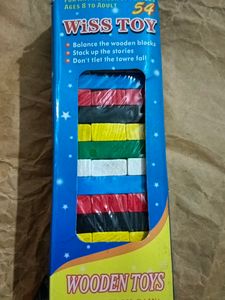 AGES 8 TO ADULT
54
WiSS TOY
• Balance the wooden blocks
• Stack up the stories
• Don't tlet the towre fall
WOODEN TOYS